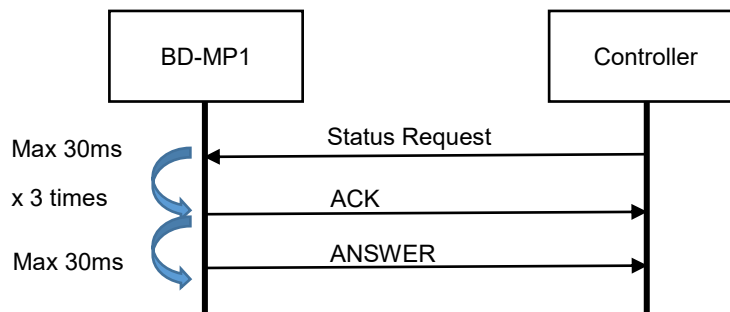 BD-MP1
Controller
Status Request
Max 30ms
x 3 times
ACK
ANSWER
Max 30ms